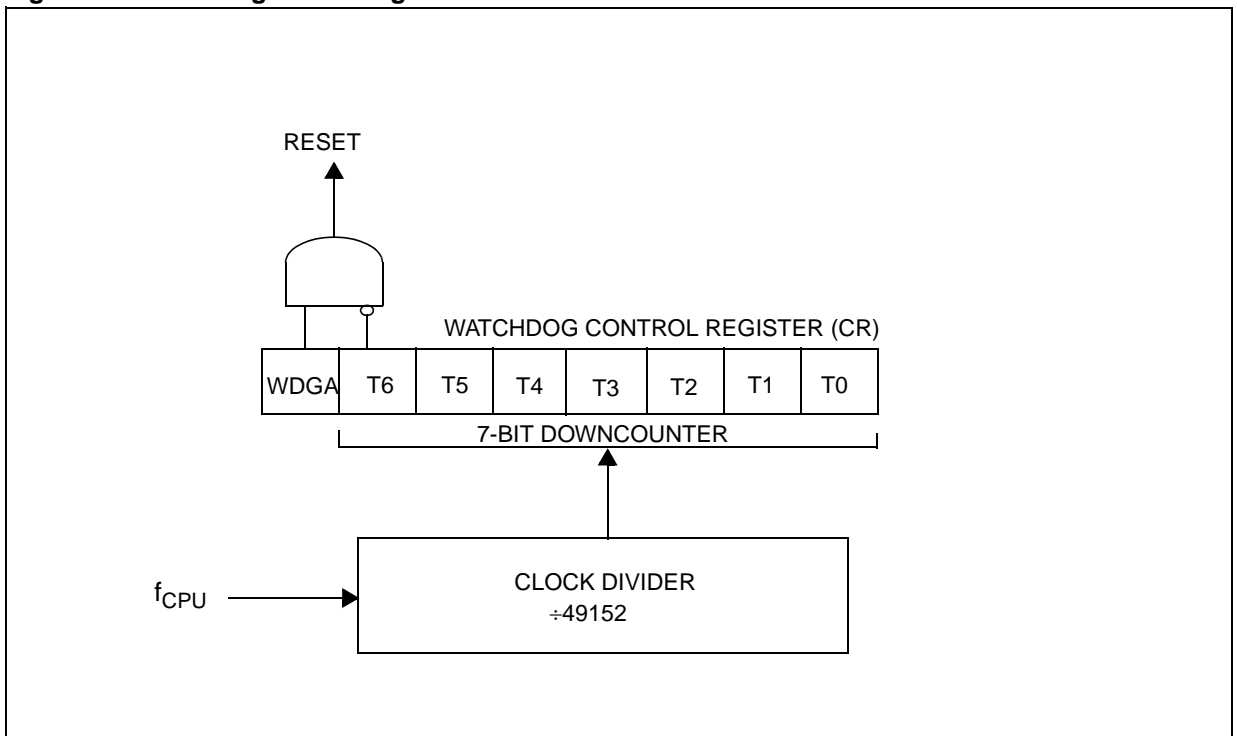 RESET
WATCHDOG CONTROL REGISTER (CR)
WDGA T6 T5 T4 T3 T2 T1 T0
7-BIT DOWNCOUNTER
fCPU
CLOCK DIVIDER
÷49152